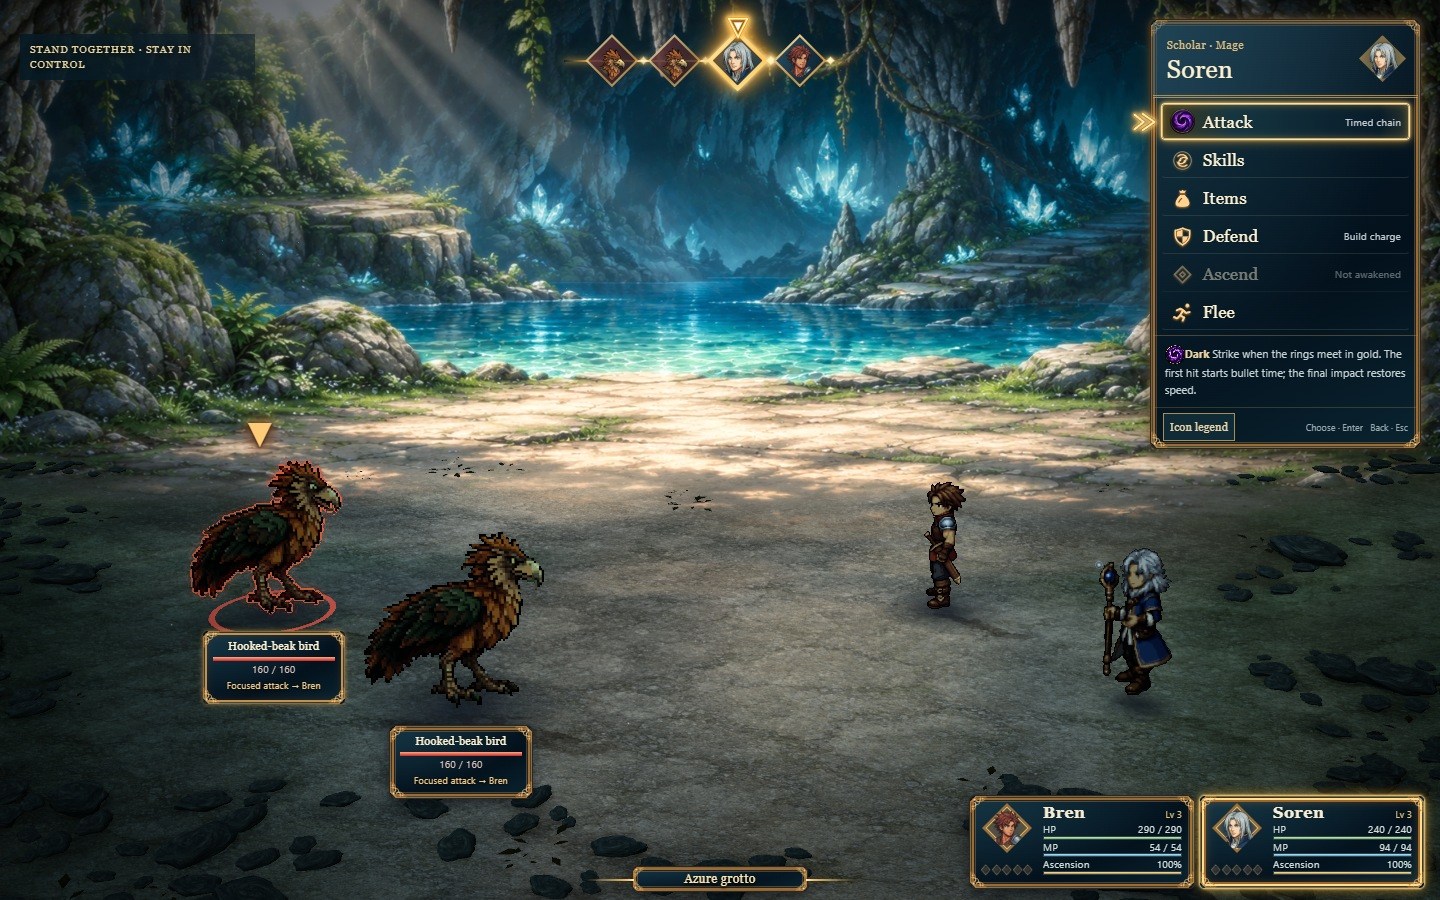 STAND TOGETHER · STAY IN
CONTROL
Scholar · Mage
Soren
Attack Timed chain
Skills
Items
Defend Build charge
Ascend Not awakened
Flee
Dark Strike when the rings meet in gold. The
first hit starts bullet time; the final impact restores
speed.
Icon legend Choose · Enter Back · Esc
Hooked-beak bird
160 / 160
Focused attack → Bren
Hooked-beak bird
160 / 160
Focused attack → Bren
Bren Lv 3
HP 290 / 290
MP 54 / 54
Ascension 100%
Soren Lv 3
HP 240 / 240
MP 94 / 94
Ascension 100%
Azure grotto